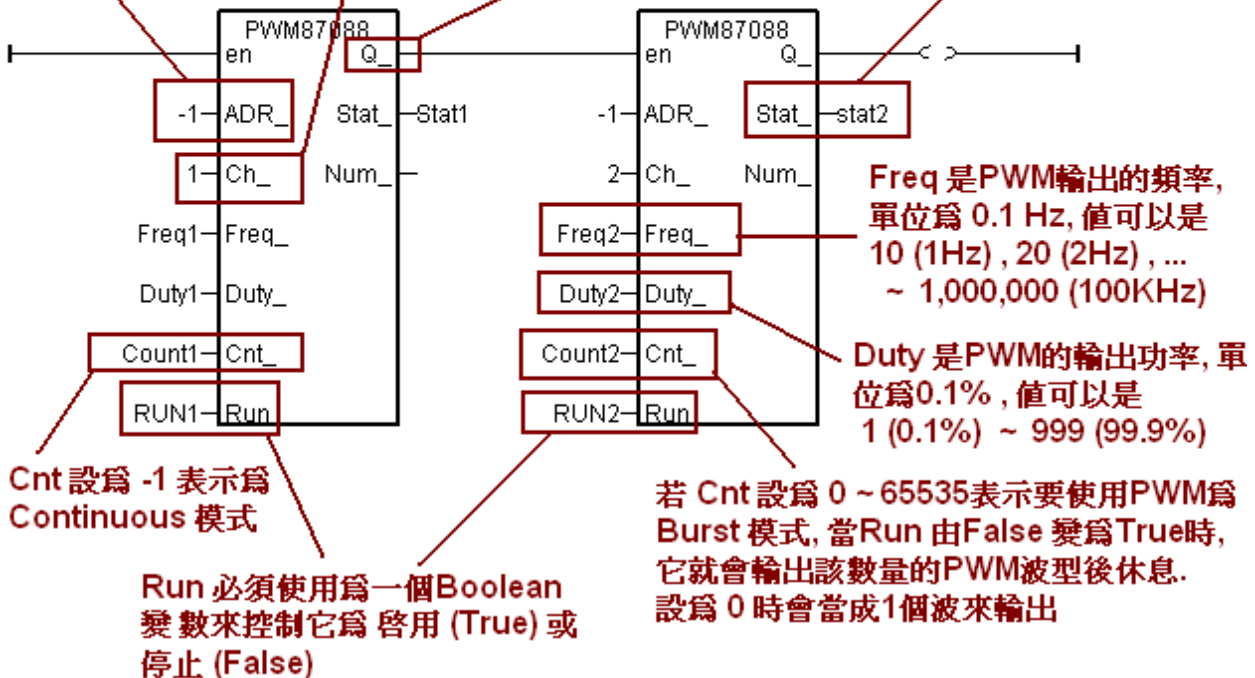 PWM87088
en Q_
-1 ADR_ Stat_ Stat1
1 Ch_ Num_
Freq1 Freq_
Duty1 Duty_
Count1 Cnt_
RUN1 Run
PWM87088
en Q_
-1 ADR_ Stat_ stat2
2 Ch_ Num_
Freq2 Freq_
Duty2 Duty_
Count2 Cnt_
RUN2 Run
Freq 是PWM輸出的頻率,
單位爲 0.1 Hz, 值可以是
10 (1Hz) , 20 (2Hz) , ...
~ 1,000,000 (100KHz)
Duty 是PWM的輸出功率, 單
位爲0.1% , 值可以是
1 (0.1%) ~ 999 (99.9%)
Cnt 設爲 -1 表示爲
Continuous 模式
若 Cnt 設爲 0 ~ 65535表示要使用PWM爲
Burst 模式, 當Run 由False 變爲True時,
它就會輸出該數量的PWM波型後休息.
設爲 0 時會當成1個波來輸出
Run 必須使用爲一個Boolean
變 數來控制它爲 啓用 (True) 或
停止 (False)